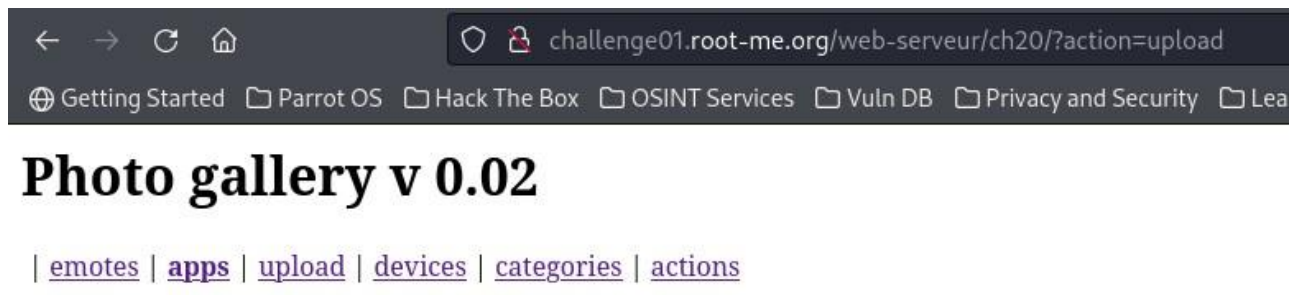 challenge01.root-me.org/web-serveur/ch20/?action=upload
Getting Started Parrot OS Hack The Box OSINT Services Vuln DB Privacy and Security Lea
Photo gallery v 0.02
| emotes | apps | upload | devices | categories | actions